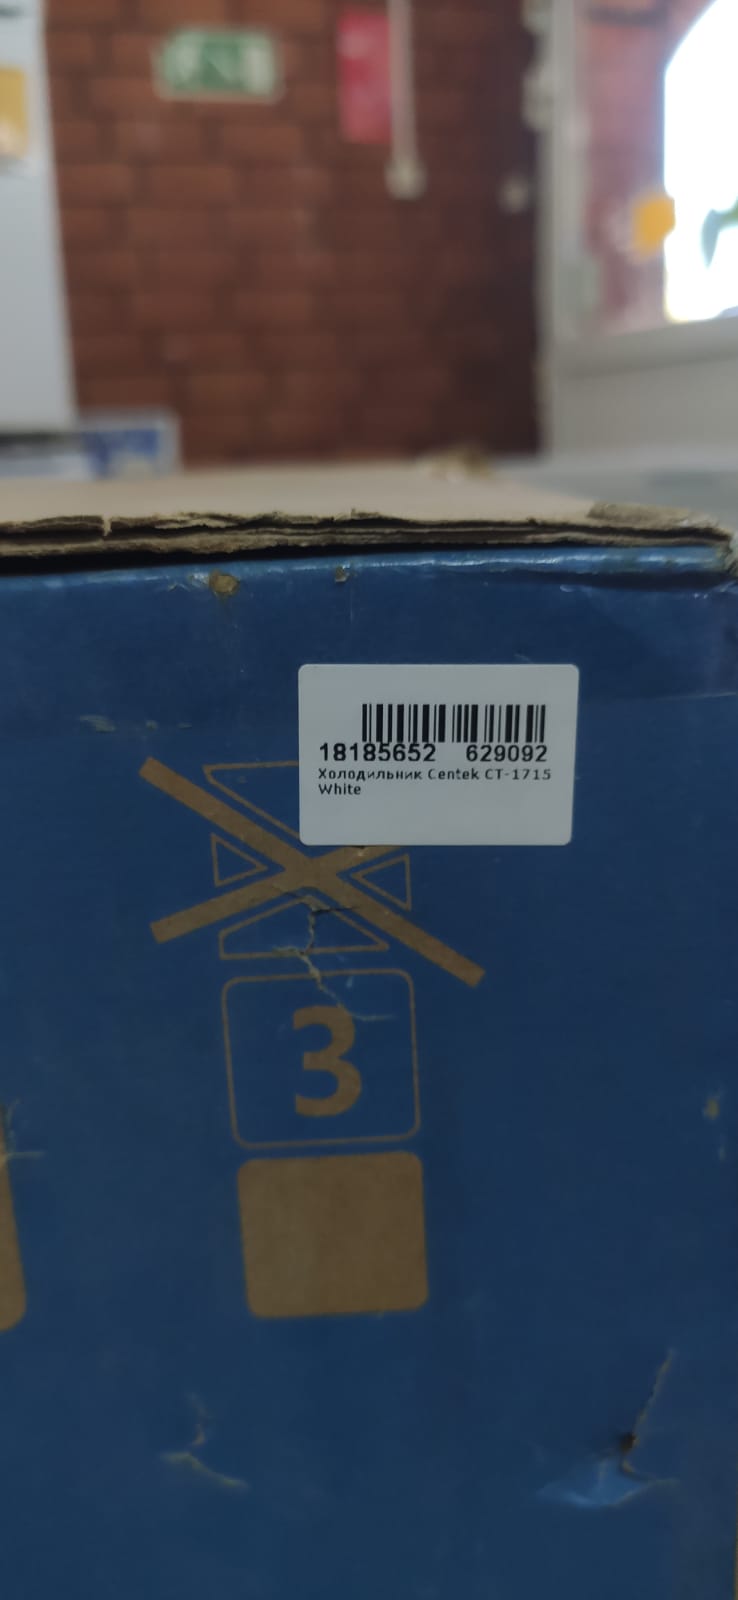 18185652 629092
Холодильник Centek CT-1715
White
3